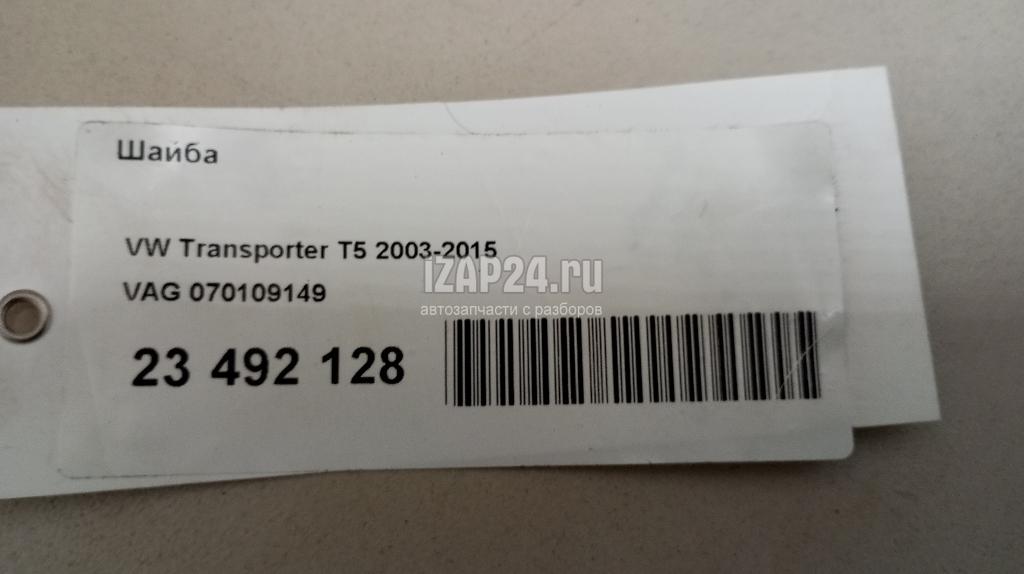 Шайба
VW Transporter T5 2003-2015
VAG 070109149
23 492 128
IZAP24.ru
автозапчасти с разборов